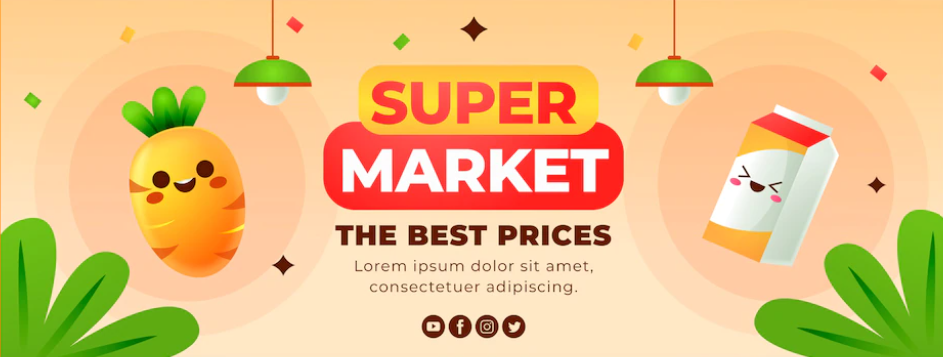 SUPER
MARKET
THE BEST PRICES
Lorem ipsum dolor sit amet,
consectetuer adipiscing.